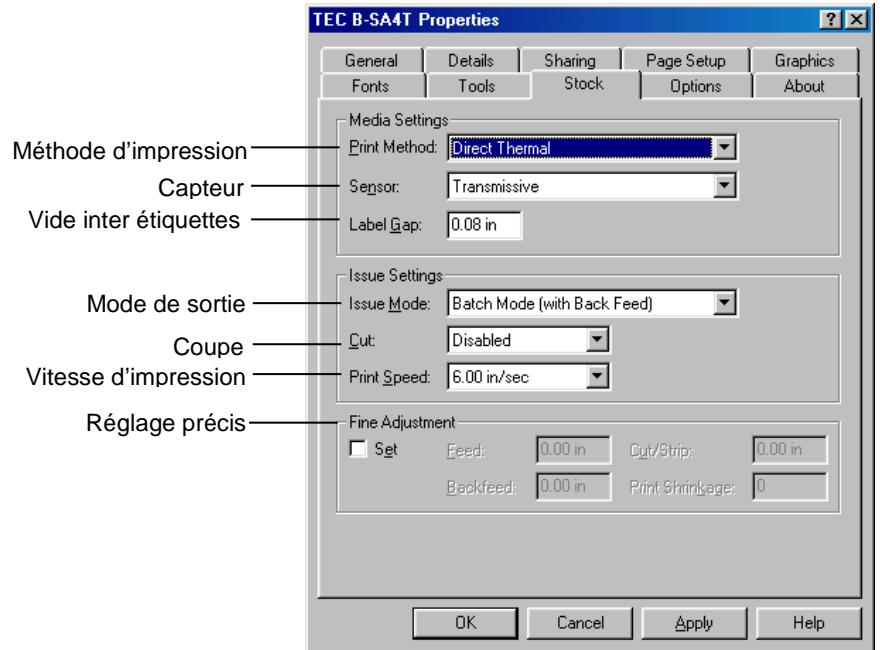 TEC B-SA4T Properties
General Details Sharing Page Setup Graphics
Fonts Tools Stock Options About
Media Settings
Méthode d'impression Print Method: Direct Thermal
Capteur Sensor: Transmissive
Vide inter étiquettes Label Gap: 0.08 in
Issue Settings
Mode de sortie Issue Mode: Batch Mode (with Back Feed)
Coupe Cut: Disabled
Vitesse d'impression Print Speed: 6.00 in/sec
Réglage précis Fine Adjustment
Set Feed: 0.00 in Cut/Strip: 0.00 in
Backfeed: 0.00 in Print Shrinkage: 0
OK Cancel Apply Help